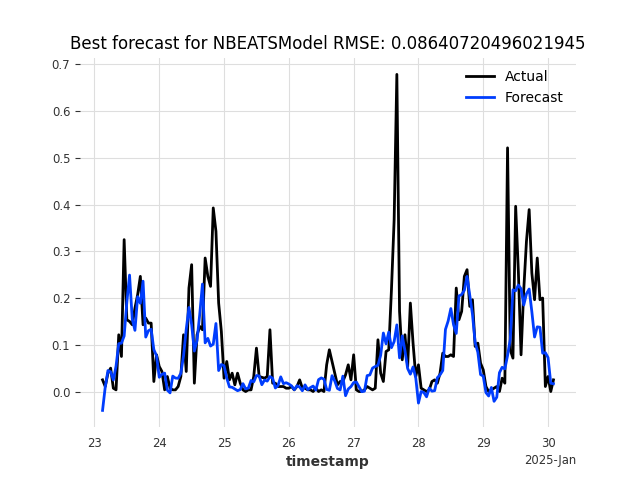 Best forecast for NBEATSModel RMSE: 0.08640720496021945
Actual
Forecast
0.7
0.6
0.5
0.4
0.3
0.2
0.1
0.0
23 24 25 26 27 28 29 30
2025-Jan
timestamp